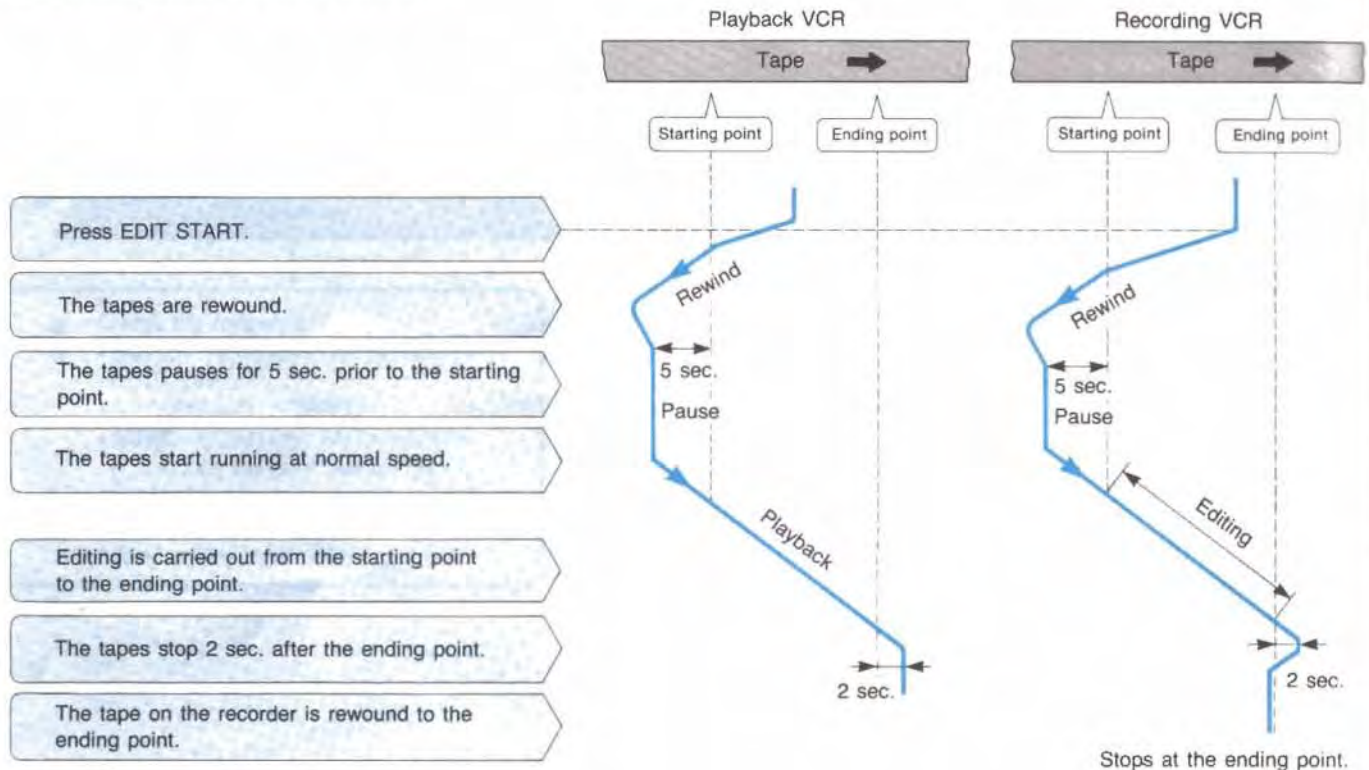 Playback VCR
Recording VCR
Tape
Tape
Starting point
Ending point
Starting point
Ending point
Press EDIT START.
The tapes are rewound.
The tapes pauses for 5 sec. prior to the starting
point.
The tapes start running at normal speed.
Editing is carried out from the starting point
to the ending point.
The tapes stop 2 sec. after the ending point.
The tape on the recorder is rewound to the
ending point.
Rewind
5 sec.
Pause
Playback
2 sec.
Rewind
5 sec.
Pause
Editing
2 sec.
Stops at the ending point.